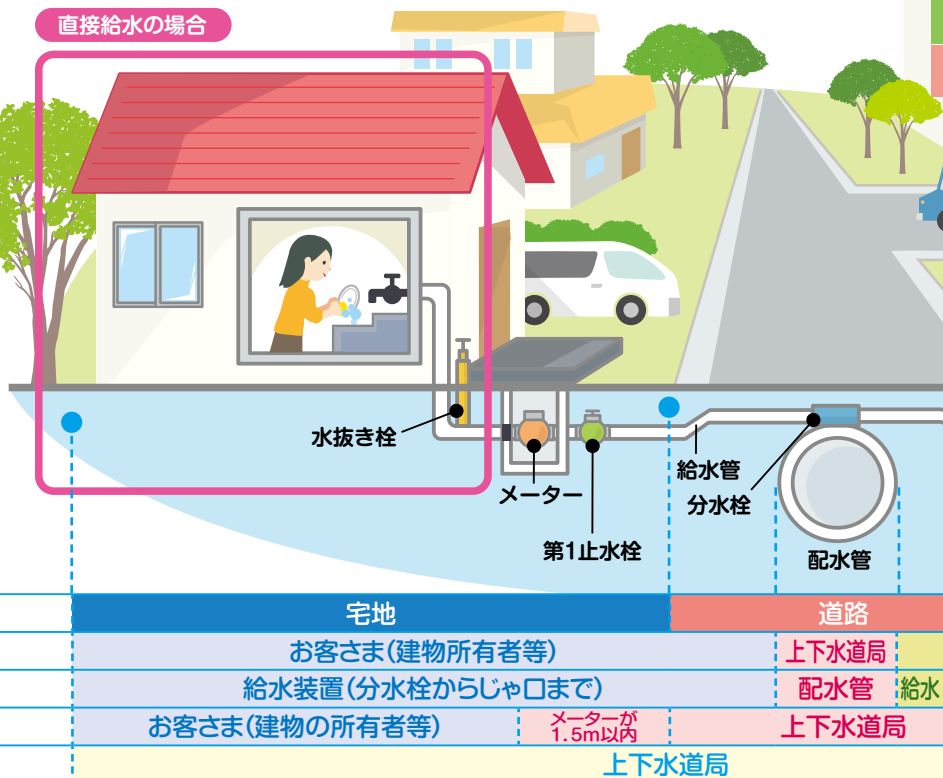 直接給水の場合
水抜き栓
メーター
第1止水栓
給水管
分水栓
配水管
宅地
道路
お客さま(建物所有者等)
上下水道局
給水装置(分水栓からじゃ口まで)
配水管
給水
お客さま(建物の所有者等)
メーターが
1.5m以内
上下水道局
上下水道局